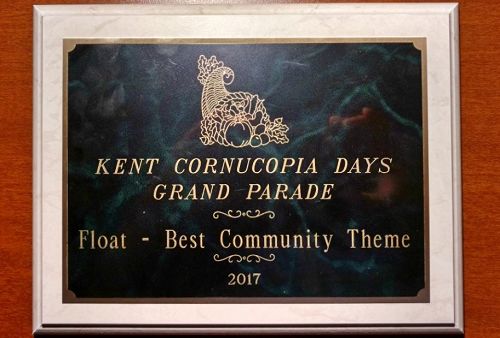 KENT CORNUCOPIA DAYS
GRAND PARADE
Float - Best Community Theme
2017